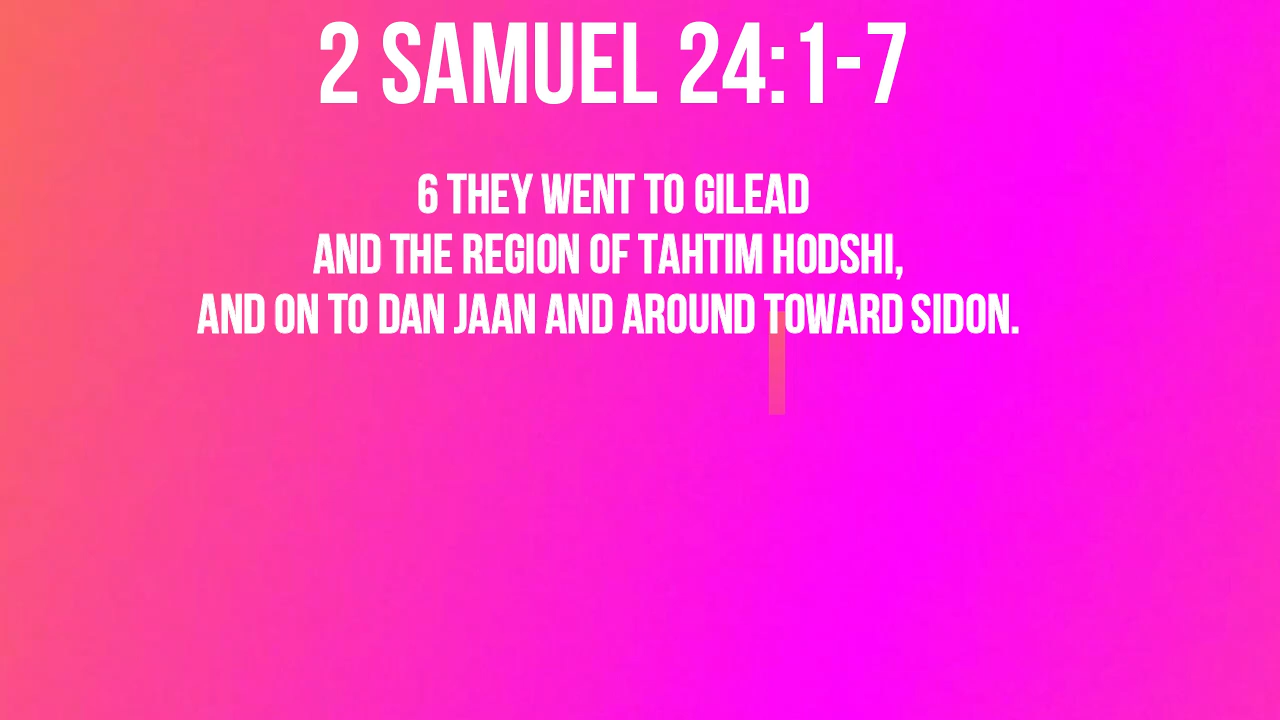 2 SAMUEL 24:1-7
6 THEY WENT TO GILEAD
AND THE REGION OF TAHTIM HODSHI,
AND ON TO DAN JAAN AND AROUND TOWARD SIDON.